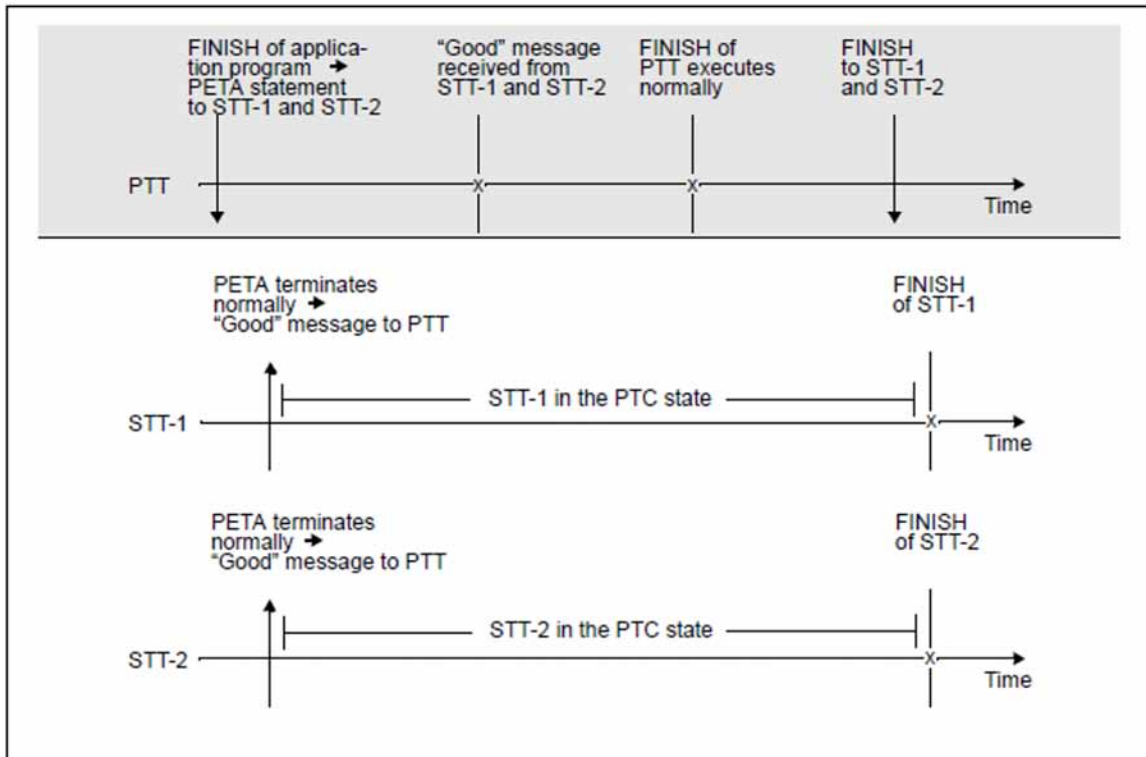 FINISH of applica-
tion program ➔
PETA statement
to STT-1 and STT-2
“Good” message
received from
STT-1 and STT-2
FINISH of
PTT executes
normally
FINISH
to STT-1
and STT-2
PTT
x
x
Time
PETA terminates
normally ➔
“Good” message to PTT
FINISH
of STT-1
STT-1 in the PTC state
STT-1
x
Time
PETA terminates
normally ➔
“Good” message to PTT
FINISH
of STT-2
STT-2 in the PTC state
STT-2
x
Time